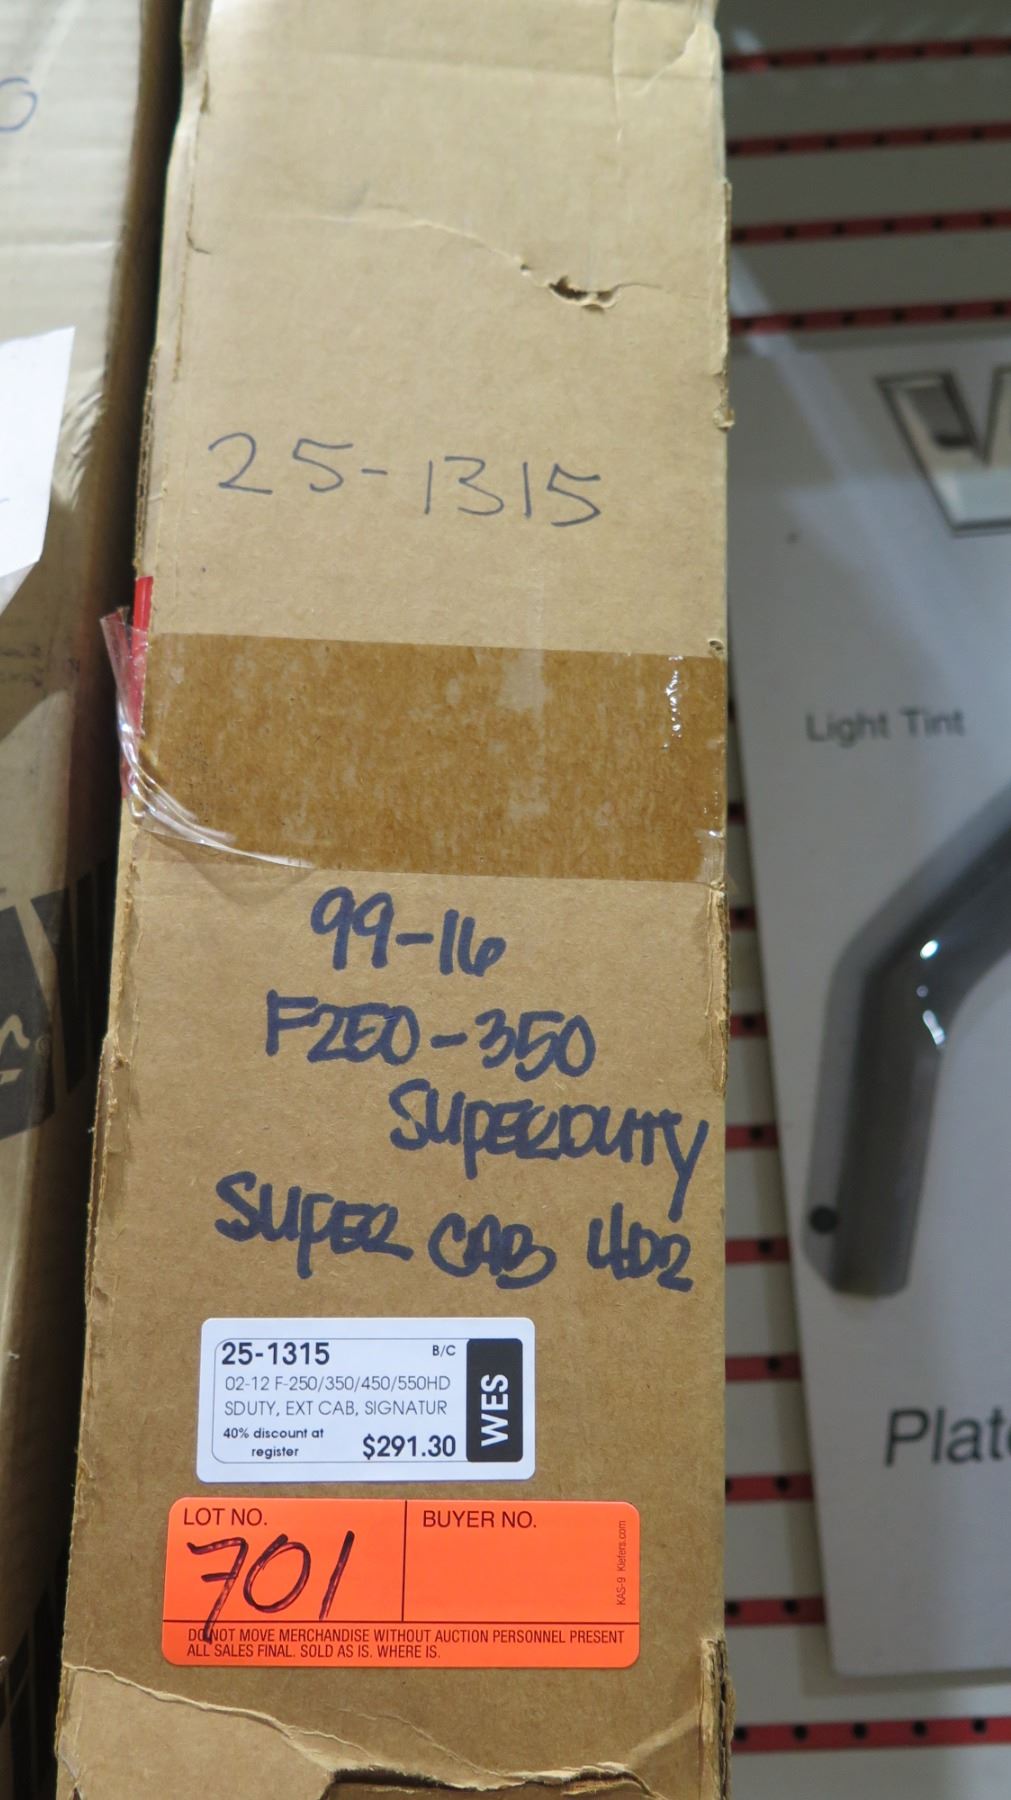 25-1315
99-16
F250-350
SUPERDUTY
SUPER CAB 4DR
25-1315 B/C
02-12 F-250/350/450/550HD
SDUTY, EXT CAB, SIGNATUR
40% discount at
register $291.30
WES
LOT NO. BUYER NO.
701
KAS-9 Kiefers.com
DO NOT MOVE MERCHANDISE WITHOUT AUCTION PERSONNEL PRESENT
ALL SALES FINAL. SOLD AS IS. WHERE IS.
Light Tint